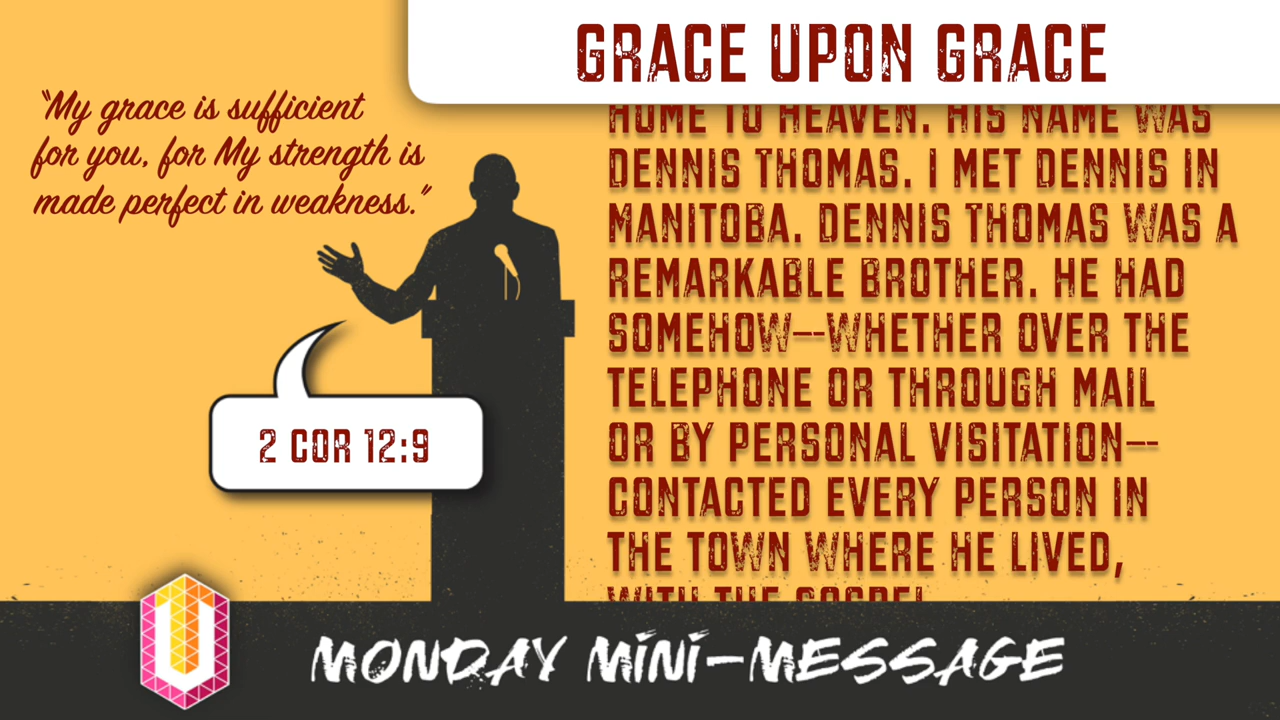 GRACE UPON GRACE
“My grace is sufficient
for you, for My strength is
made perfect in weakness.”
2 COR 12:9
HOME TO HEAVEN. HIS NAME WAS
DENNIS THOMAS. I MET DENNIS IN
MANITOBA. DENNIS THOMAS WAS A
REMARKABLE BROTHER. HE HAD
SOMEHOW--WHETHER OVER THE
TELEPHONE OR THROUGH MAIL
OR BY PERSONAL VISITATION--
CONTACTED EVERY PERSON IN
THE TOWN WHERE HE LIVED,
WITH THE GOSPEL
U
MONDAY MINI-MESSAGE